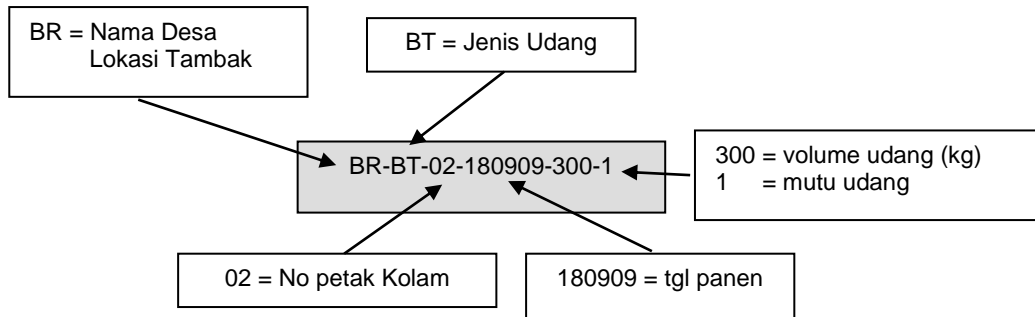 BR = Nama Desa
Lokasi Tambak
BT = Jenis Udang
BR-BT-02-180909-300-1
300 = volume udang (kg)
1 = mutu udang
02 = No petak Kolam
180909 = tgl panen